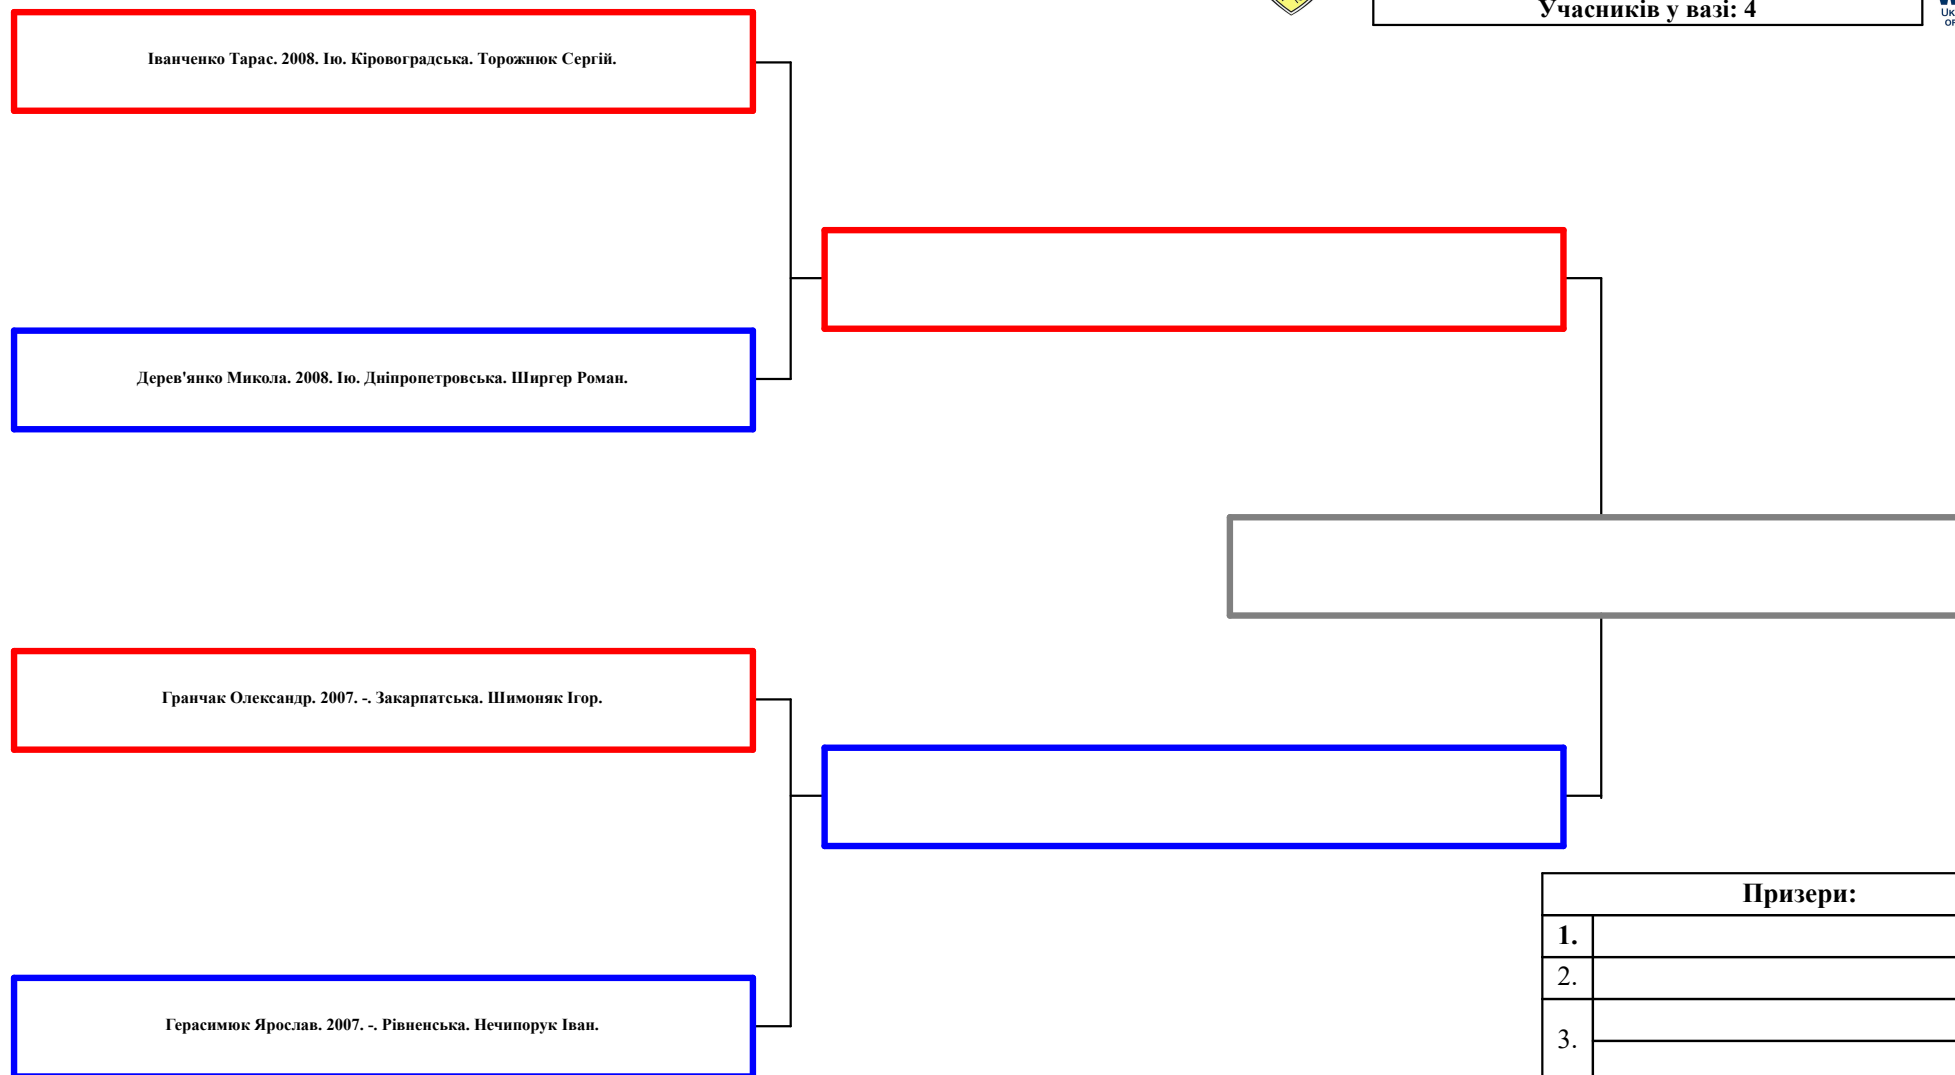 Учасників у вазі: 4
Іванченко Тарас. 2008. Ію. Кіровоградська. Торожнюк Сергій.
Дерев'янко Микола. 2008. Ію. Дніпропетровська. Ширгер Роман.
Гранчак Олександр. 2007. -. Закарпатська. Шимоняк Ігор.
Герасимюк Ярослав. 2007. -. Рівненська. Нечипорук Іван.
Призери:
1.
2.
3.